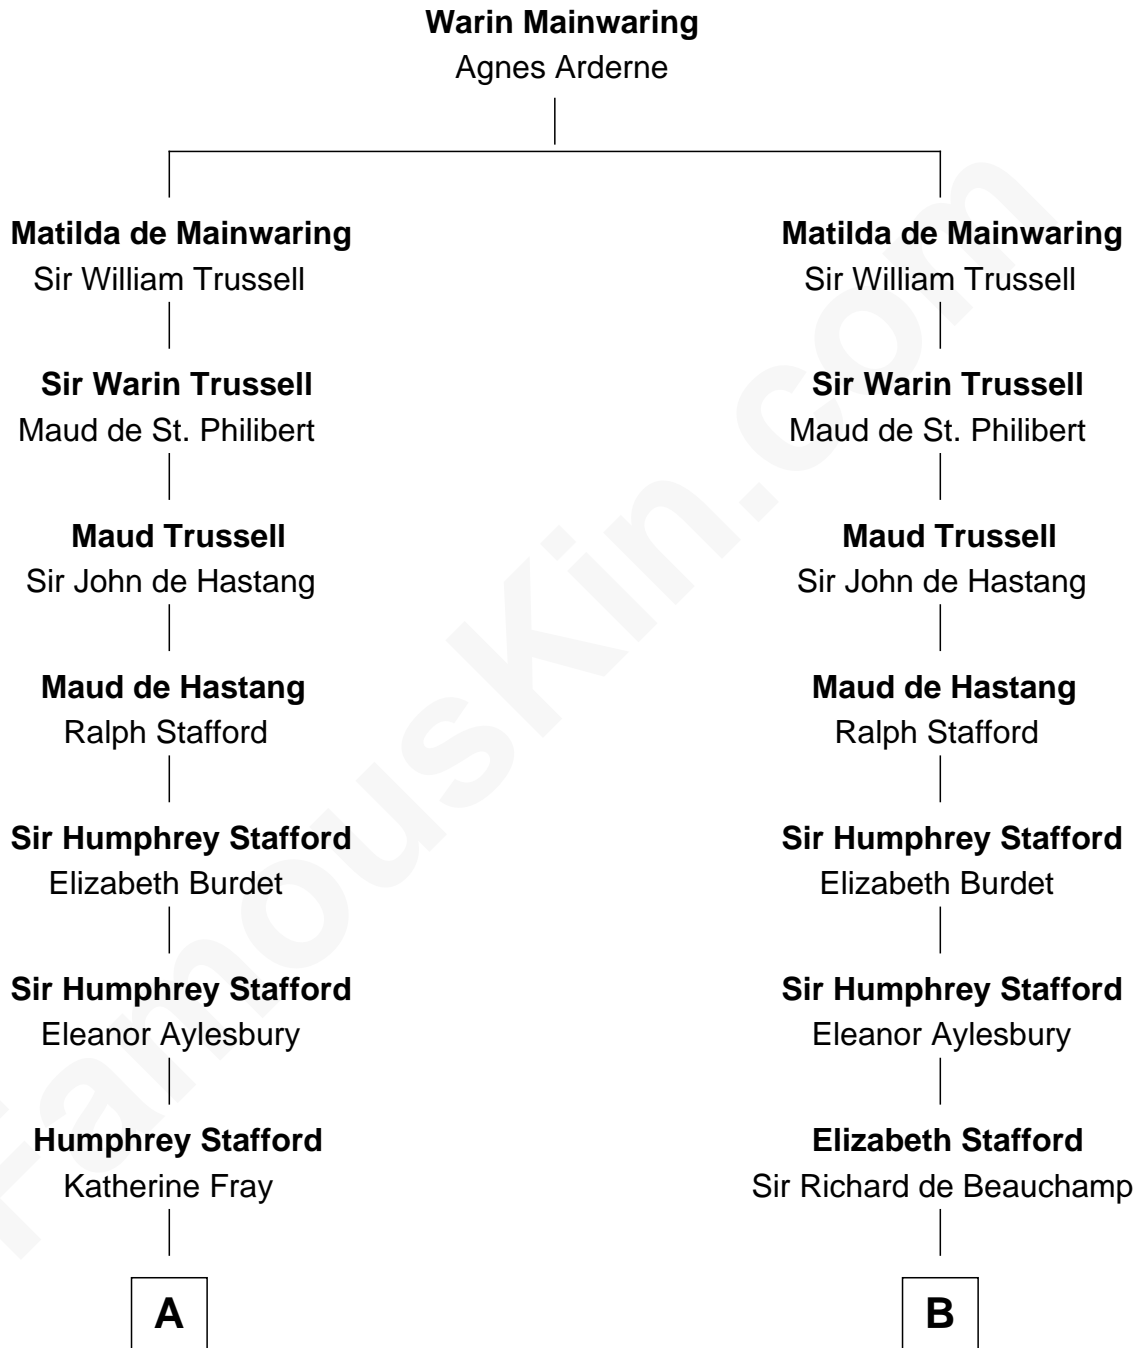 Warin Mainwaring
Agnes Arderne
Matilda de Mainwaring
Sir William Trussell
Matilda de Mainwaring
Sir William Trussell
Sir Warin Trussell
Maud de St. Philibert
Sir Warin Trussell
Maud de St. Philibert
Maud Trussell
Sir John de Hastang
Maud Trussell
Sir John de Hastang
Maud de Hastang
Ralph Stafford
Maud de Hastang
Ralph Stafford
Sir Humphrey Stafford
Elizabeth Burdet
Sir Humphrey Stafford
Elizabeth Burdet
Sir Humphrey Stafford
Eleanor Aylesbury
Sir Humphrey Stafford
Eleanor Aylesbury
Humphrey Stafford
Katherine Fray
Elizabeth Stafford
Sir Richard de Beauchamp
A
B
FamousKin.com